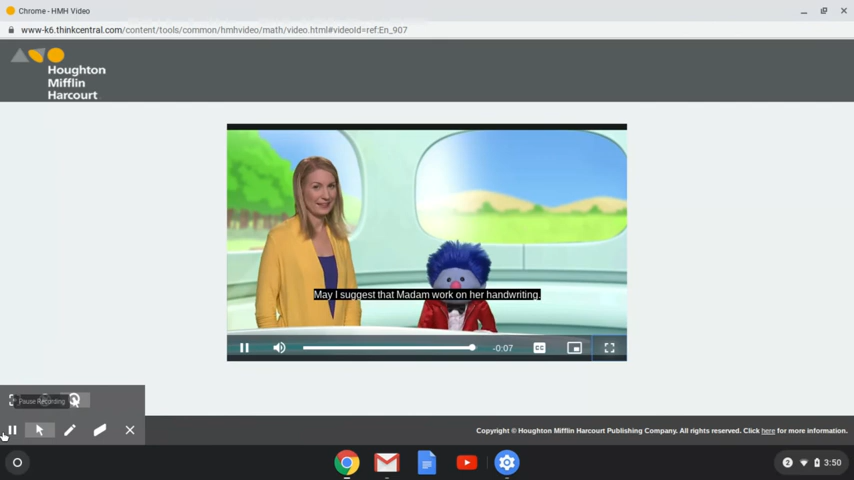 Chrome - HMH Video
www-k6.thinkcentral.com/content/tools/common/hmhvideo/math/video.html#videoId=ref:En_907
Houghton
Mifflin
Harcourt
May I suggest that Madam work on her handwriting.
-0:07
CC
Pause Recording
Copyright © Houghton Mifflin Harcourt Publishing Company. All rights reserved. Click here for more information.
2
3:50